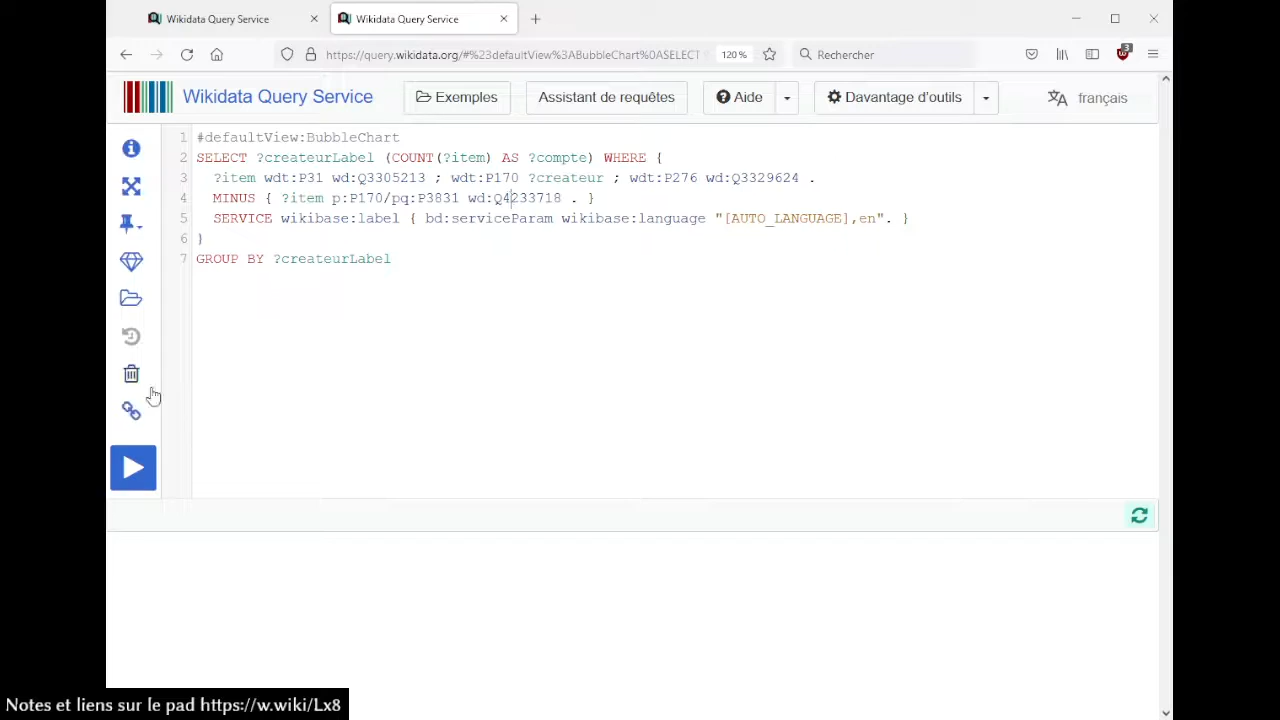 Wikidata Query Service
Wikidata Query Service
https://query.wikidata.org/#%23defaultView%3ABubbleChart%0ASELECT
120 %
Rechercher
3
Wikidata Query Service
Exemples
Assistant de requêtes
Aide
Davantage d'outils
français
1 #defaultView:BubbleChart
2 SELECT ?createurLabel (COUNT(?item) AS ?compte) WHERE {
3 ?item wdt:P31 wd:Q3305213 ; wdt:P170 ?createur ; wdt:P276 wd:Q3329624 .
4 MINUS { ?item p:P170/pq:P3831 wd:Q4233718 . }
5 SERVICE wikibase:label { bd:serviceParam wikibase:language "[AUTO_LANGUAGE],en". }
6 }
7 GROUP BY ?createurLabel
Notes et liens sur le pad https://w.wiki/Lx8